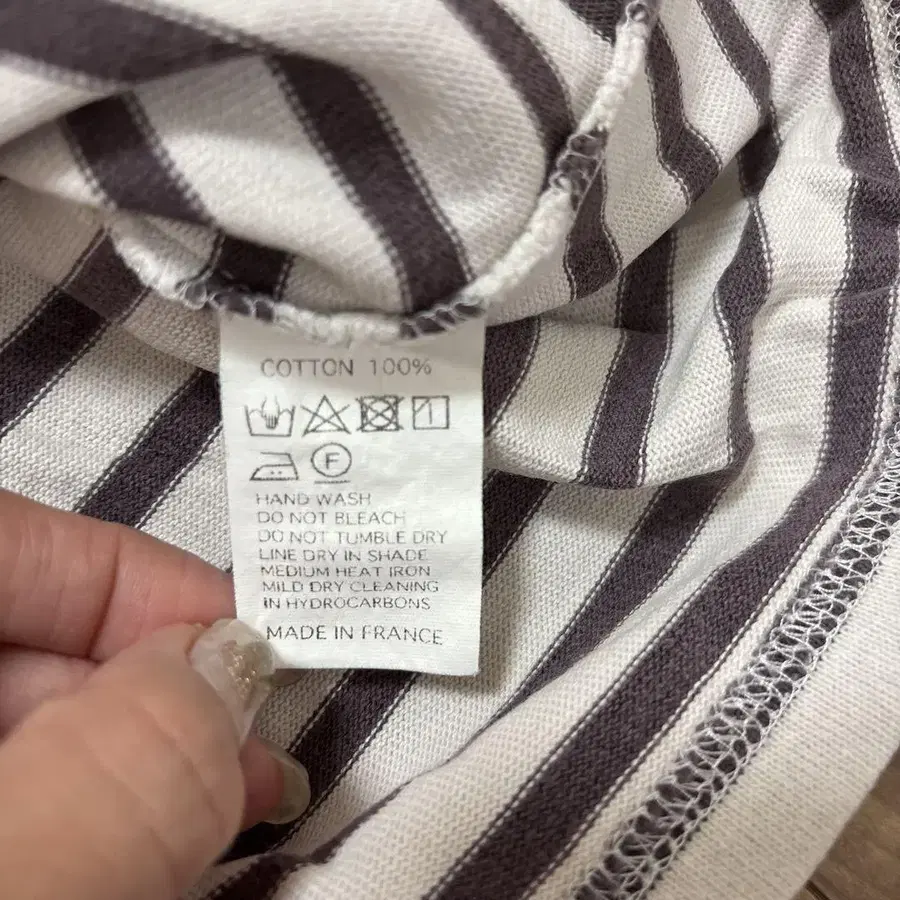 COTTON 100%
F
HAND WASH
DO NOT BLEACH
DO NOT TUMBLE DRY
LINE DRY IN SHADE
MEDIUM HEAT IRON
MILD DRY CLEANING
IN HYDROCARBONS
MADE IN FRANCE